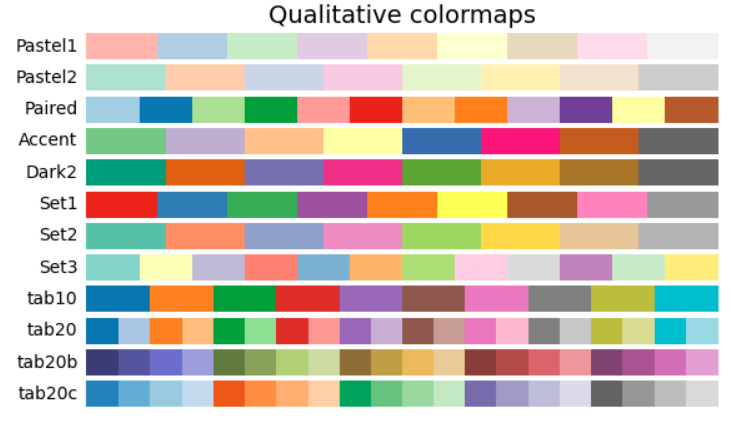 Qualitative colormaps
Pastel1
Pastel2
Paired
Accent
Dark2
Set1
Set2
Set3
tab10
tab20
tab20b
tab20c